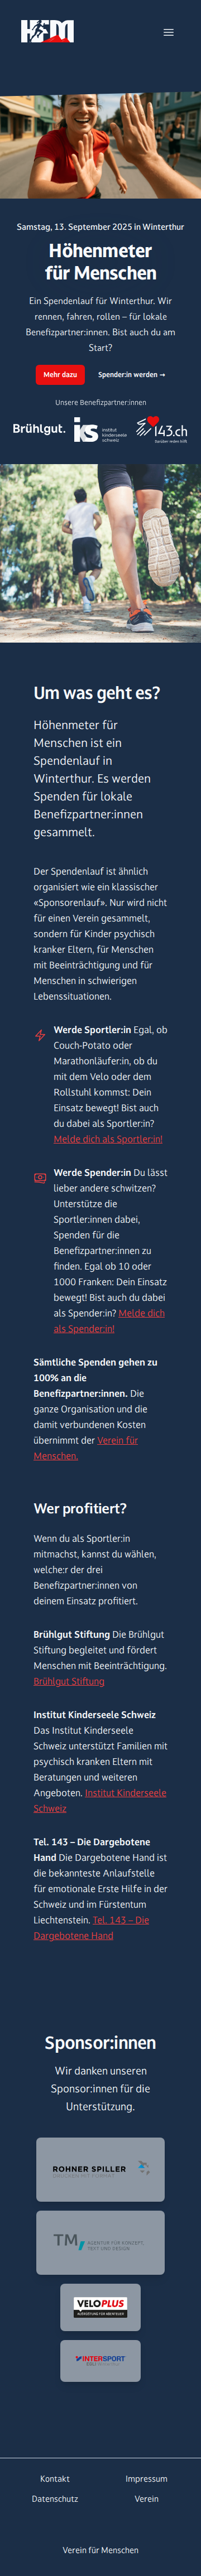 HFM
Samstag, 13. September 2025 in Winterthur
Höhenmeter
für Menschen
Ein Spendenlauf für Winterthur. Wir
rennen, fahren, rollen – für lokale
Benefizpartner:innen. Bist auch du am
Start?
Mehr dazu
Spender:in werden →
Unsere Benefizpartner:innen
Brühlgut.
iks institut kinderseele schweiz
143.ch
Darüber reden hilft
Um was geht es?
Höhenmeter für
Menschen ist ein
Spendenlauf in
Winterthur. Es werden
Spenden für lokale
Benefizpartner:innen
gesammelt.
Der Spendenlauf ist ähnlich
organisiert wie ein klassischer
«Sponsorenlauf». Nur wird nicht
für einen Verein gesammelt,
sondern für Kinder psychisch
kranker Eltern, für Menschen
mit Beeinträchtigung und für
Menschen in schwierigen
Lebenssituationen.
Werde Sportler:in Egal, ob
Couch-Potato oder
Marathonläufer:in, ob du
mit dem Velo oder dem
Rollstuhl kommst: Dein
Einsatz bewegt! Bist auch
du dabei als Sportler:in?
Melde dich als Sportler:in!
Werde Spender:in Du lässt
lieber andere schwitzen?
Unterstütze die
Sportler:innen dabei,
Spenden für die
Benefizpartner:innen zu
finden. Egal ob 10 oder
1000 Franken: Dein Einsatz
bewegt! Bist auch du dabei
als Spender:in? Melde dich
als Spender:in!
Sämtliche Spenden gehen zu
100% an die
Benefizpartner:innen. Die
ganze Organisation und die
damit verbundenen Kosten
übernimmt der Verein für
Menschen.
Wer profitiert?
Wenn du als Sportler:in
mitmachst, kannst du wählen,
welche:r der drei
Benefizpartner:innen von
deinem Einsatz profitiert.
Brühlgut Stiftung Die Brühlgut
Stiftung begleitet und fördert
Menschen mit Beeinträchtigung.
Brühlgut Stiftung
Institut Kinderseele Schweiz
Das Institut Kinderseele
Schweiz unterstützt Familien mit
psychisch kranken Eltern mit
Beratungen und weiteren
Angeboten. Institut Kinderseele
Schweiz
Tel. 143 – Die Dargebotene
Hand Die Dargebotene Hand ist
die bekannteste Anlaufstelle
für emotionale Erste Hilfe in der
Schweiz und im Fürstentum
Liechtenstein. Tel. 143 – Die
Dargebotene Hand
Sponsor:innen
Wir danken unseren
Sponsor:innen für die
Unterstützung.
ROHNER SPILLER
TM/ AGENTUR FÜR KONZEPT,
TEXT UND DESIGN
VELOPLUS
AUSRÜSTUNG FÜR ABENTEUER
INTERSPORT
Kontakt
Impressum
Datenschutz
Verein
Verein für Menschen